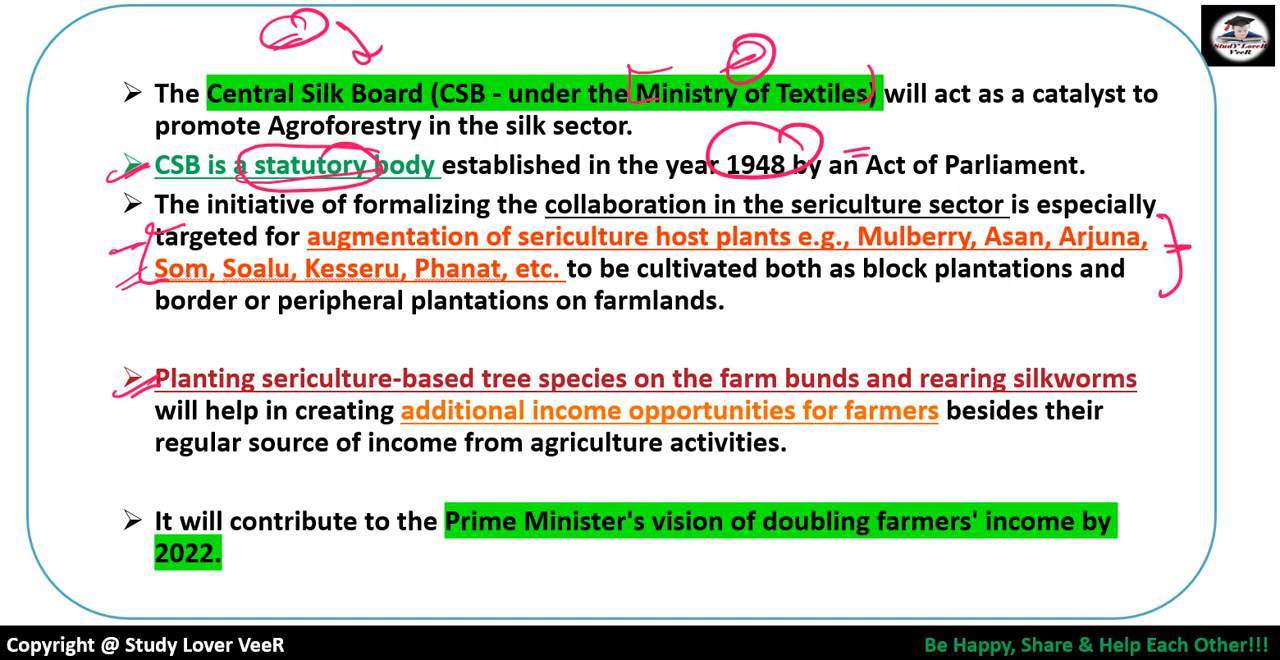 StudY LoveR
VeeR
➢ The Central Silk Board (CSB - under the Ministry of Textiles) will act as a catalyst to
promote Agroforestry in the silk sector.
➢ CSB is a statutory body established in the year 1948 by an Act of Parliament.
➢ The initiative of formalizing the collaboration in the sericulture sector is especially
targeted for augmentation of sericulture host plants e.g., Mulberry, Asan, Arjuna,
Som, Soalu, Kesseru, Phanat, etc. to be cultivated both as block plantations and
border or peripheral plantations on farmlands.
➢ Planting sericulture-based tree species on the farm bunds and rearing silkworms
will help in creating additional income opportunities for farmers besides their
regular source of income from agriculture activities.
➢ It will contribute to the Prime Minister's vision of doubling farmers' income by
2022.
Copyright @ Study Lover VeeR
Be Happy, Share & Help Each Other!!!